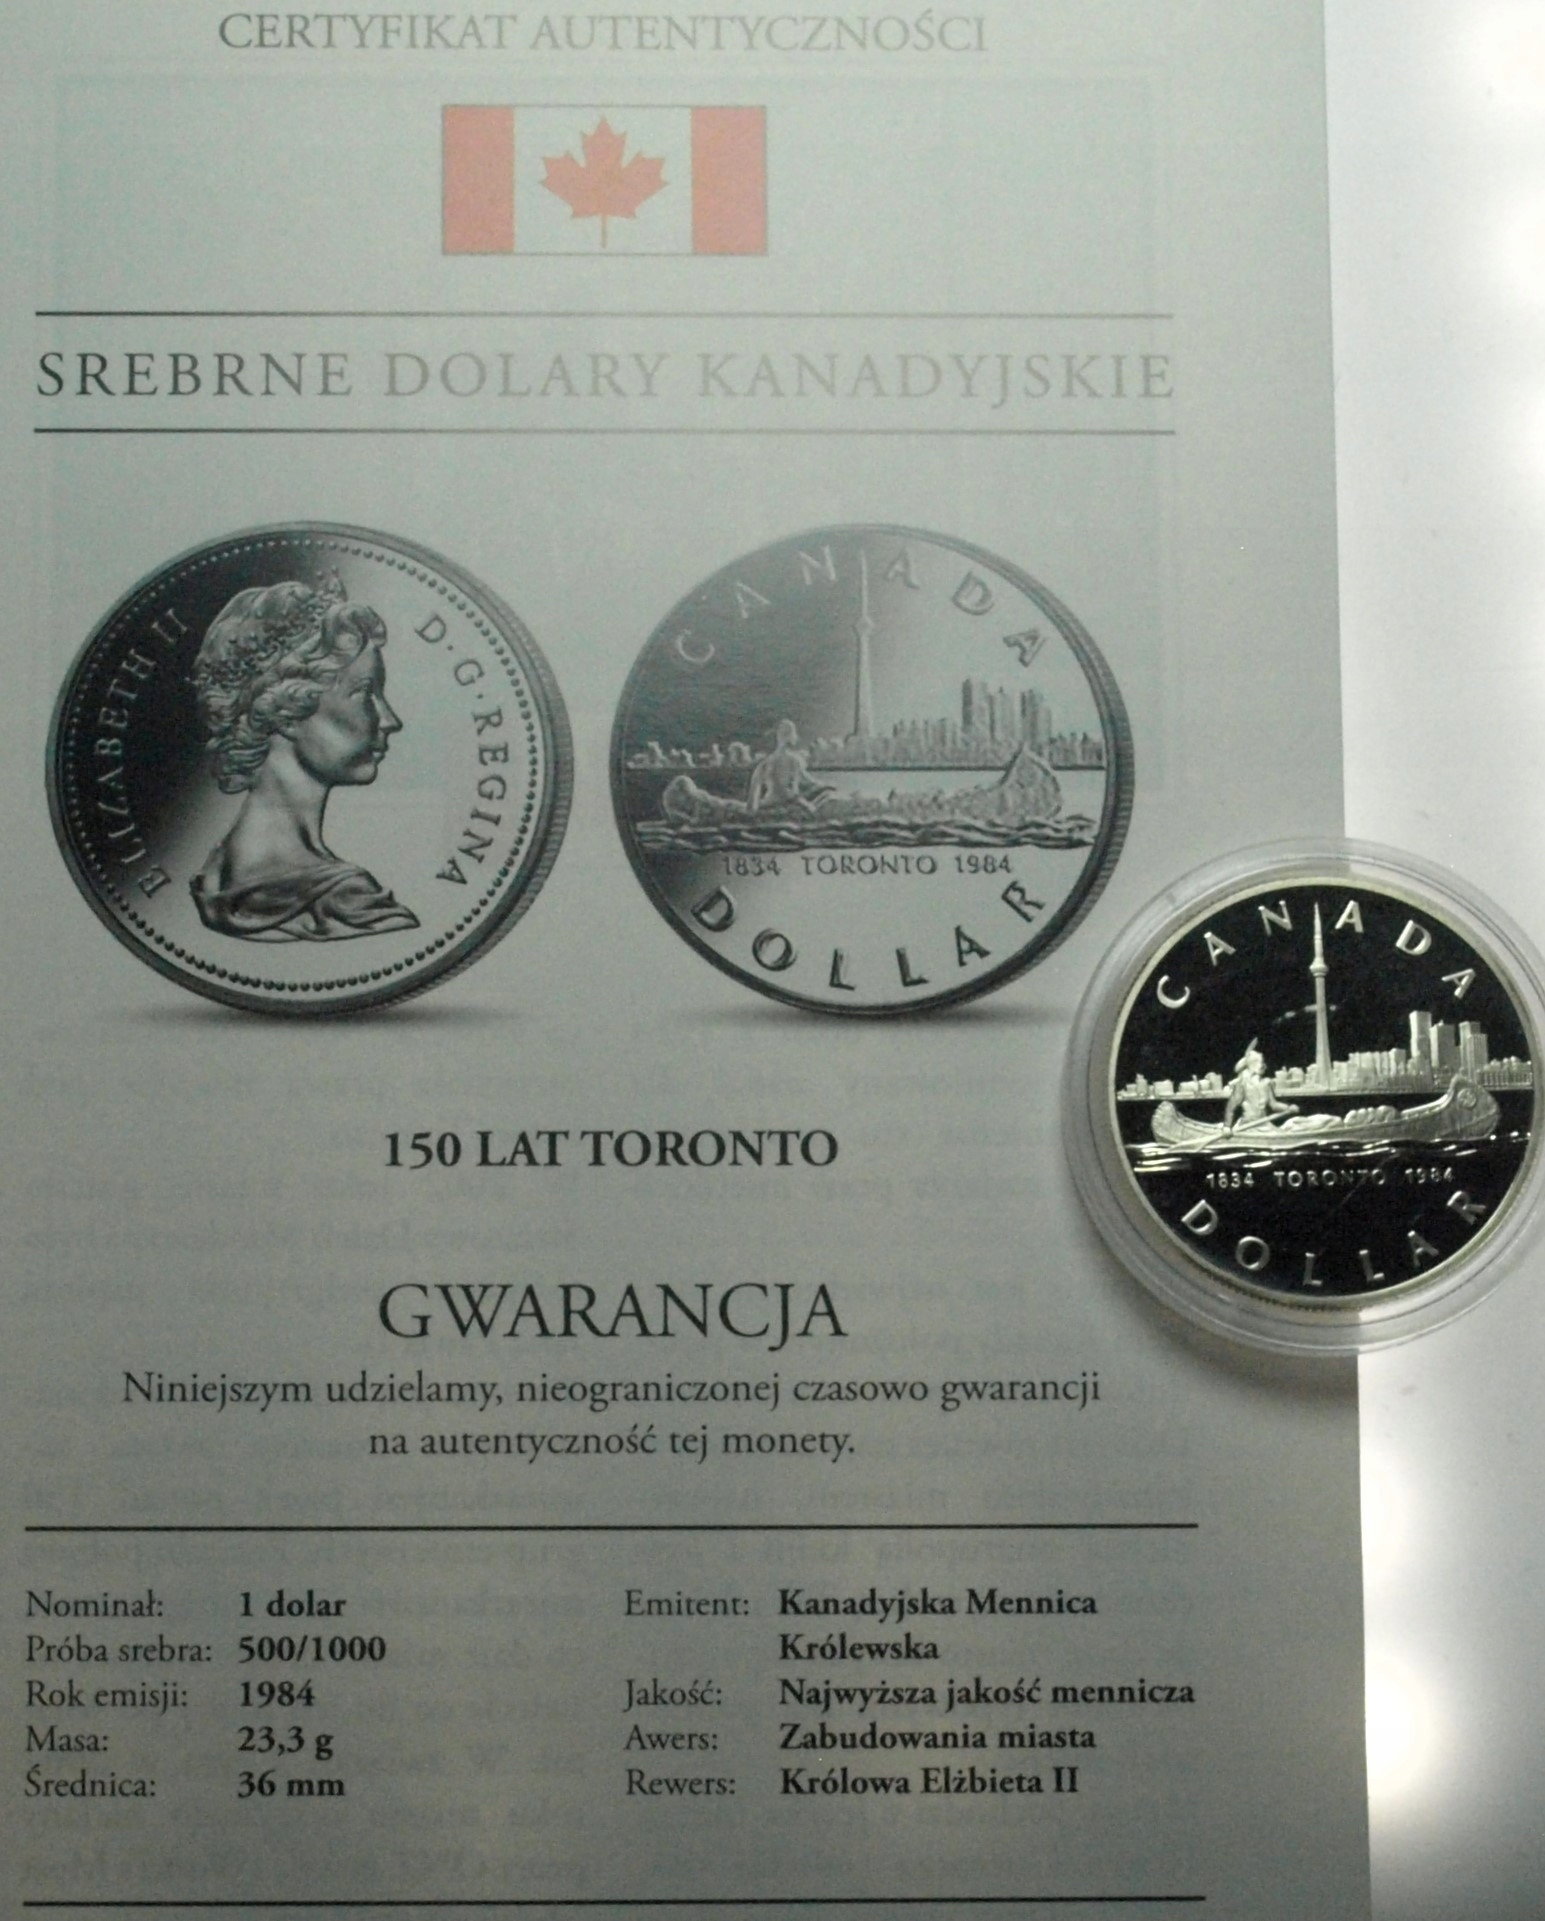 CERTYFIKAT AUTENTYCZNOŚCI
SREBRNE DOLARY KANADYJSKIE
ELIZABETH II D·G·REGINA
CANADA
1834 TORONTO 1984
DOLLAR
CANADA
1834 TORONTO 1984
DOLLAR
150 LAT TORONTO
GWARANCJA
Niniejszym udzielamy, nieograniczonej czasowo gwarancji
na autentyczność tej monety.
Nominał: 1 dolar
Próba srebra: 500/1000
Rok emisji: 1984
Masa: 23,3 g
Średnica: 36 mm
Emitent: Kanadyjska Mennica
Królewska
Jakość: Najwyższa jakość mennicza
Awers: Zabudowania miasta
Rewers: Królowa Elżbieta II